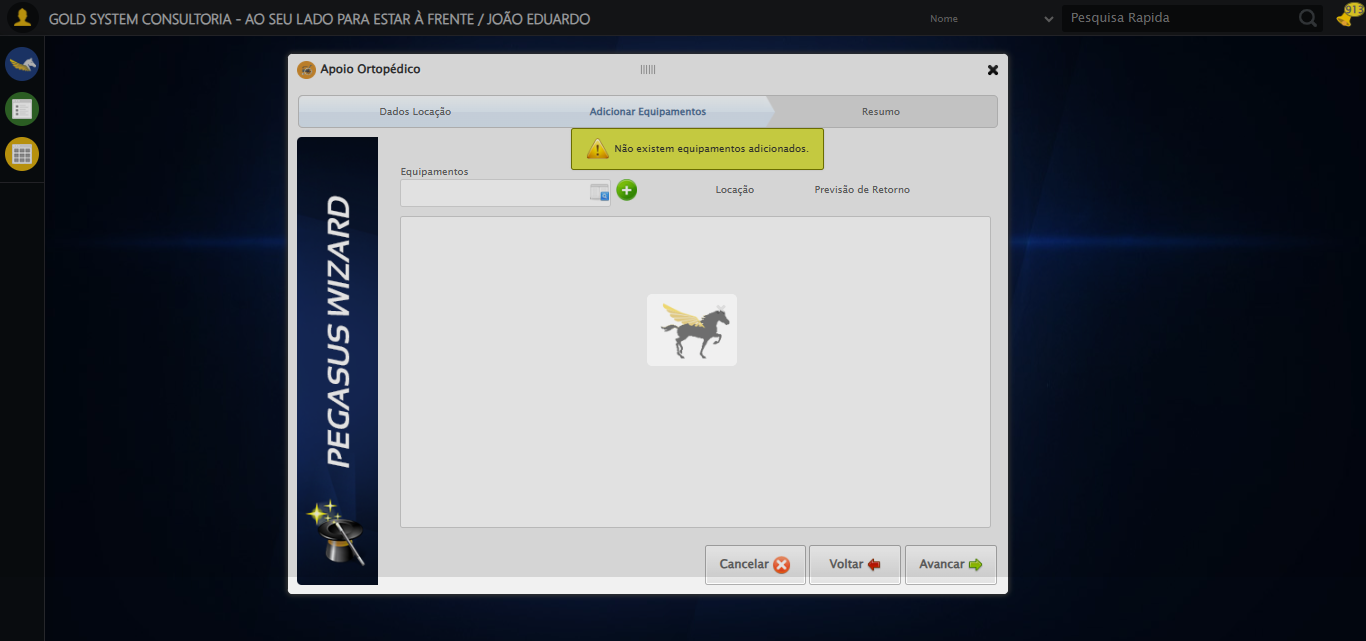 GOLD SYSTEM CONSULTORIA - AO SEU LADO PARA ESTAR À FRENTE / JOÃO EDUARDO
Nome
Pesquisa Rapida
913
Apoio Ortopédico
Dados Locação
Adicionar Equipamentos
Resumo
Não existem equipamentos adicionados.
Equipamentos
Locação
Previsão de Retorno
PEGASUS WIZARD
Cancelar
Voltar
Avancar